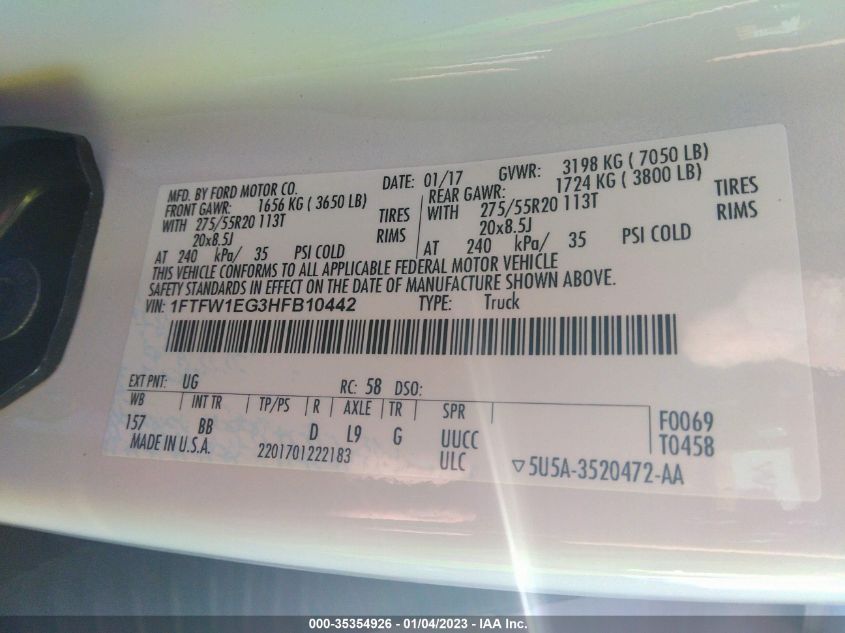 MFD. BY FORD MOTOR CO. DATE: 01/17 GVWR: 3198 KG ( 7050 LB)
FRONT GAWR: 1656 KG ( 3650 LB) REAR GAWR: 1724 KG ( 3800 LB)
WITH 275/55R20 113T TIRES WITH 275/55R20 113T TIRES
20x8.5J RIMS 20x8.5J RIMS
AT 240 kPa/ 35 PSI COLD AT 240 kPa/ 35 PSI COLD
THIS VEHICLE CONFORMS TO ALL APPLICABLE FEDERAL MOTOR VEHICLE
SAFETY STANDARDS IN EFFECT ON THE DATE OF MANUFACTURE SHOWN ABOVE.
VIN: 1FTFW1EG3HFB10442 TYPE: Truck
EXT PNT: UG RC: 58 DSO:
WB INT TR TP/PS R AXLE TR SPR F0069
157 BB D L9 G UUCC T0458
MADE IN U.S.A. 2201701222183 ULC ▽5U5A-3520472-AA
000-35354926 - 01/04/2023 - IAA Inc.